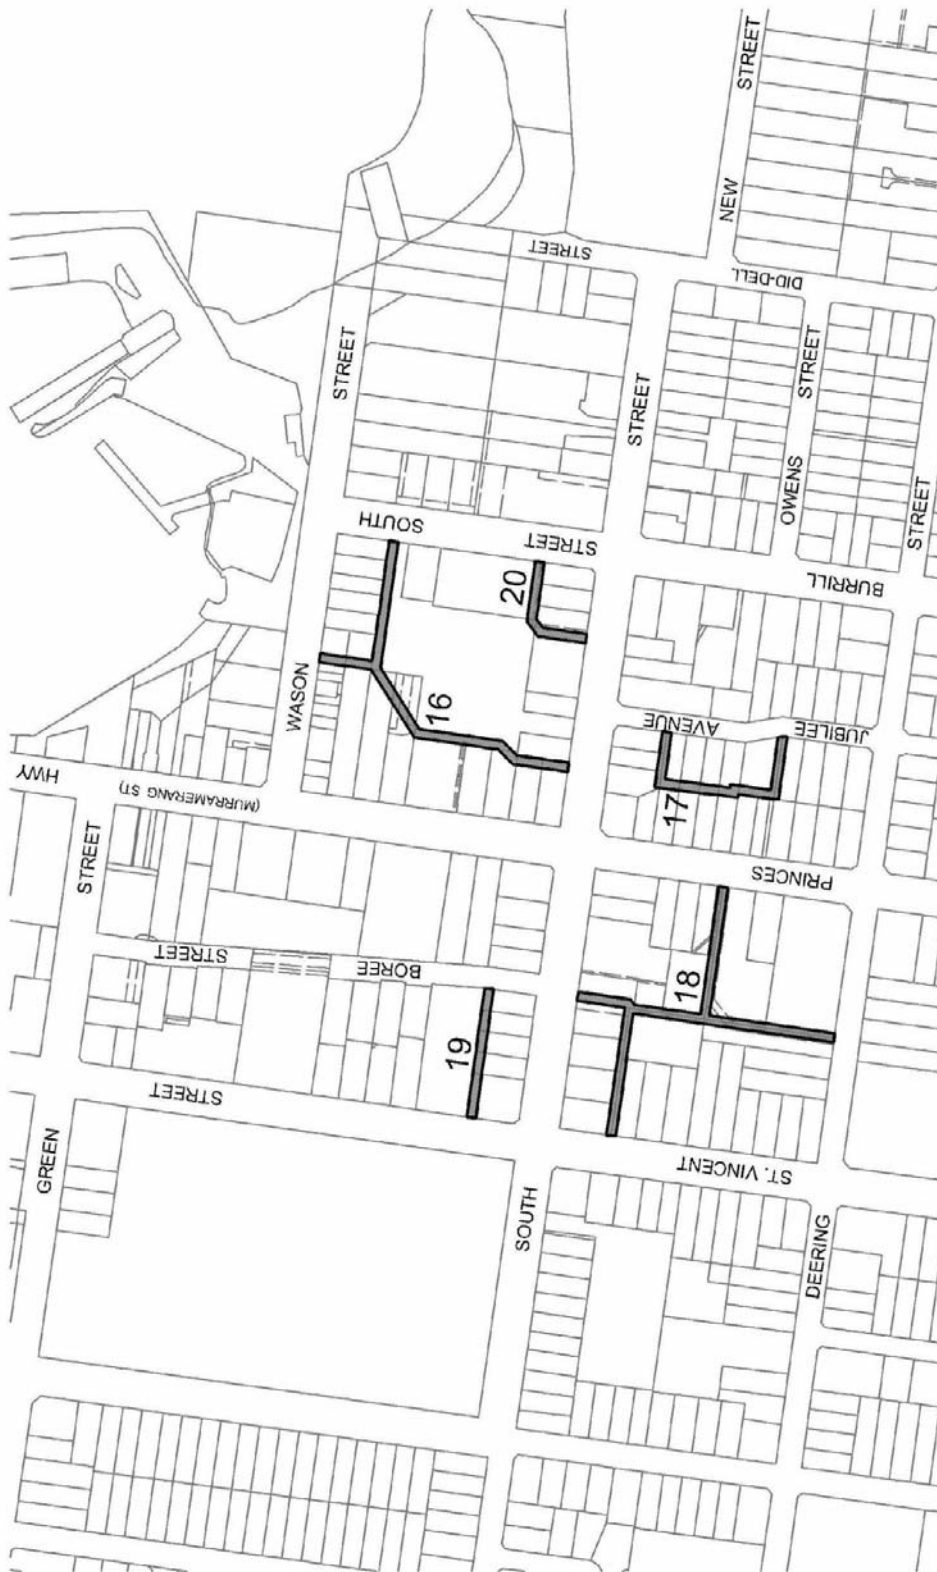 STREET
NEW
STREET
DID-DELL
STREET
STREET
STREET
OWENS
STREET
SOUTH
STREET
BURRILL
20
WASON
16
AVENUE
JUBILEE
17
HWY
(MURRAMERANG ST)
STREET
PRINCES
STREET
BOREE
18
19
STREET
GREEN
ST. VINCENT
SOUTH
DEERING